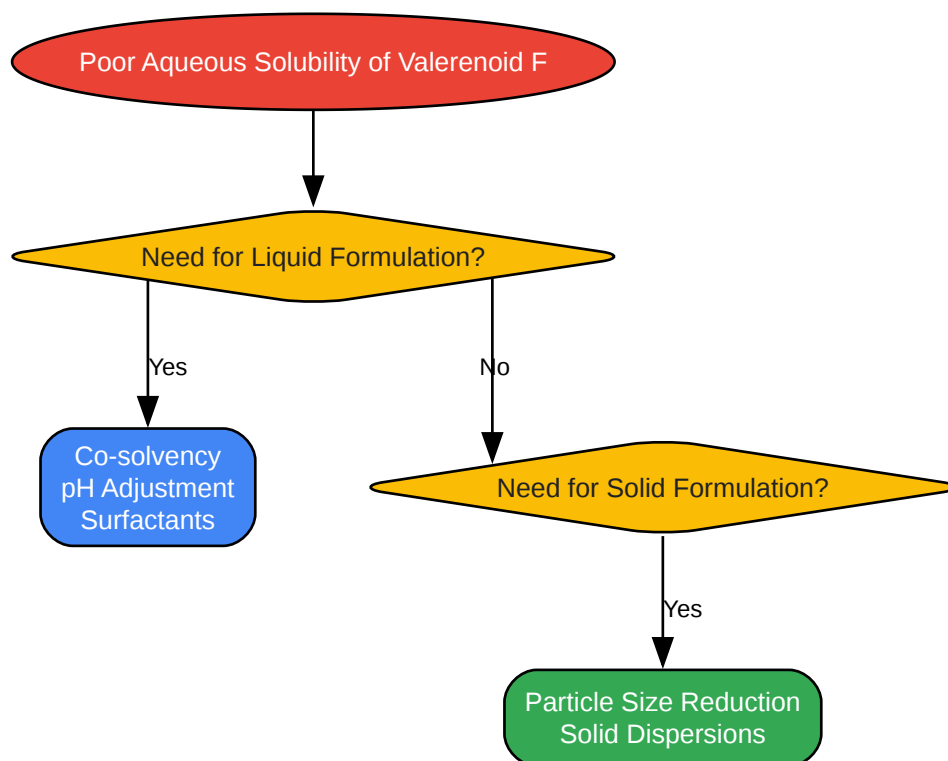 Poor Aqueous Solubility of Valerenoid F
Need for Liquid Formulation?
Yes
No
Co-solvency
pH Adjustment
Surfactants
Need for Solid Formulation?
Yes
Particle Size Reduction
Solid Dispersions